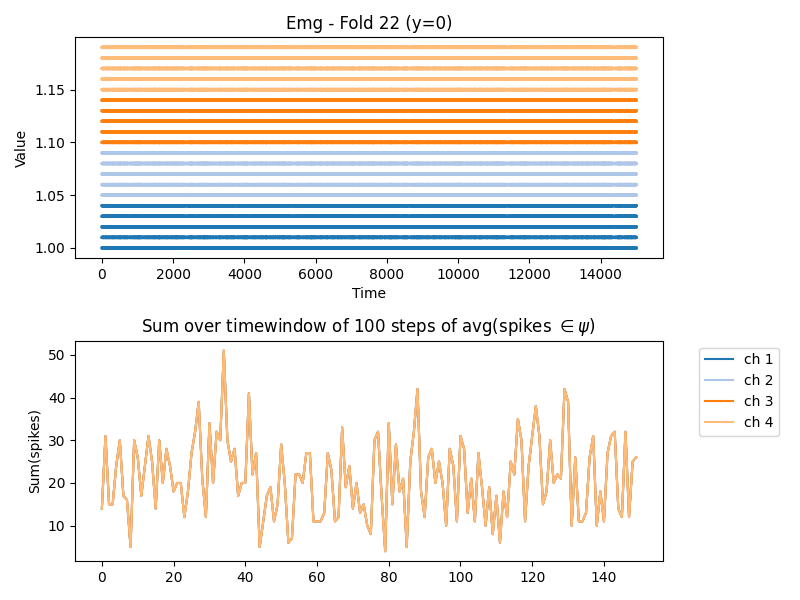 Emg - Fold 22 (y=0)
Value
1.15
1.10
1.05
1.00
0 2000 4000 6000 8000 10000 12000 14000
Time
Sum over timewindow of 100 steps of avg(spikes ∈ ψ)
Sum(spikes)
50
40
30
20
10
0 20 40 60 80 100 120 140
ch 1
ch 2
ch 3
ch 4